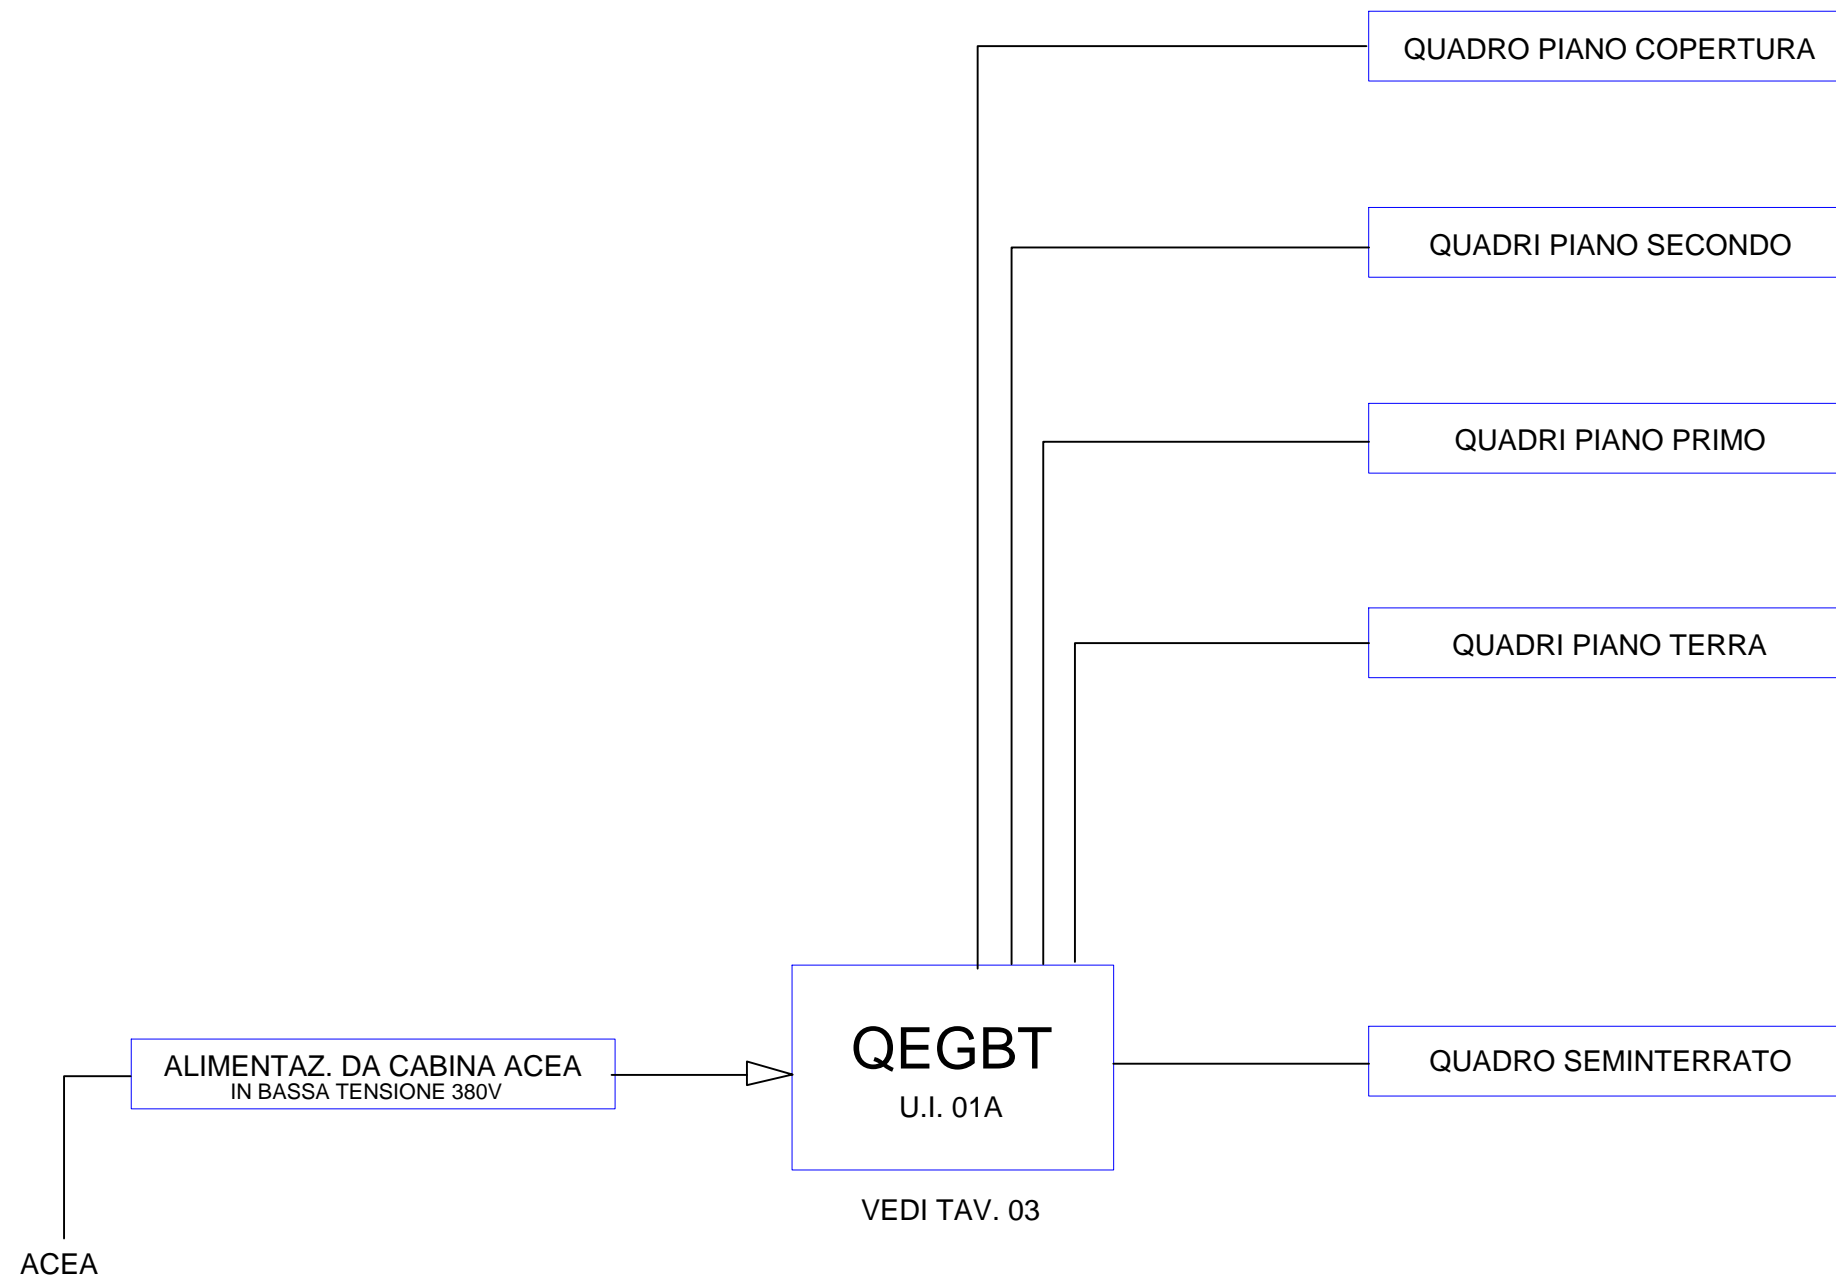 QUADRO PIANO COPERTURA
QUADRI PIANO SECONDO
QUADRI PIANO PRIMO
QUADRI PIANO TERRA
QEGBT
U.I. 01A
ALIMENTAZ. DA CABINA ACEA
IN BASSA TENSIONE 380V
QUADRO SEMINTERRATO
VEDI TAV. 03
ACEA